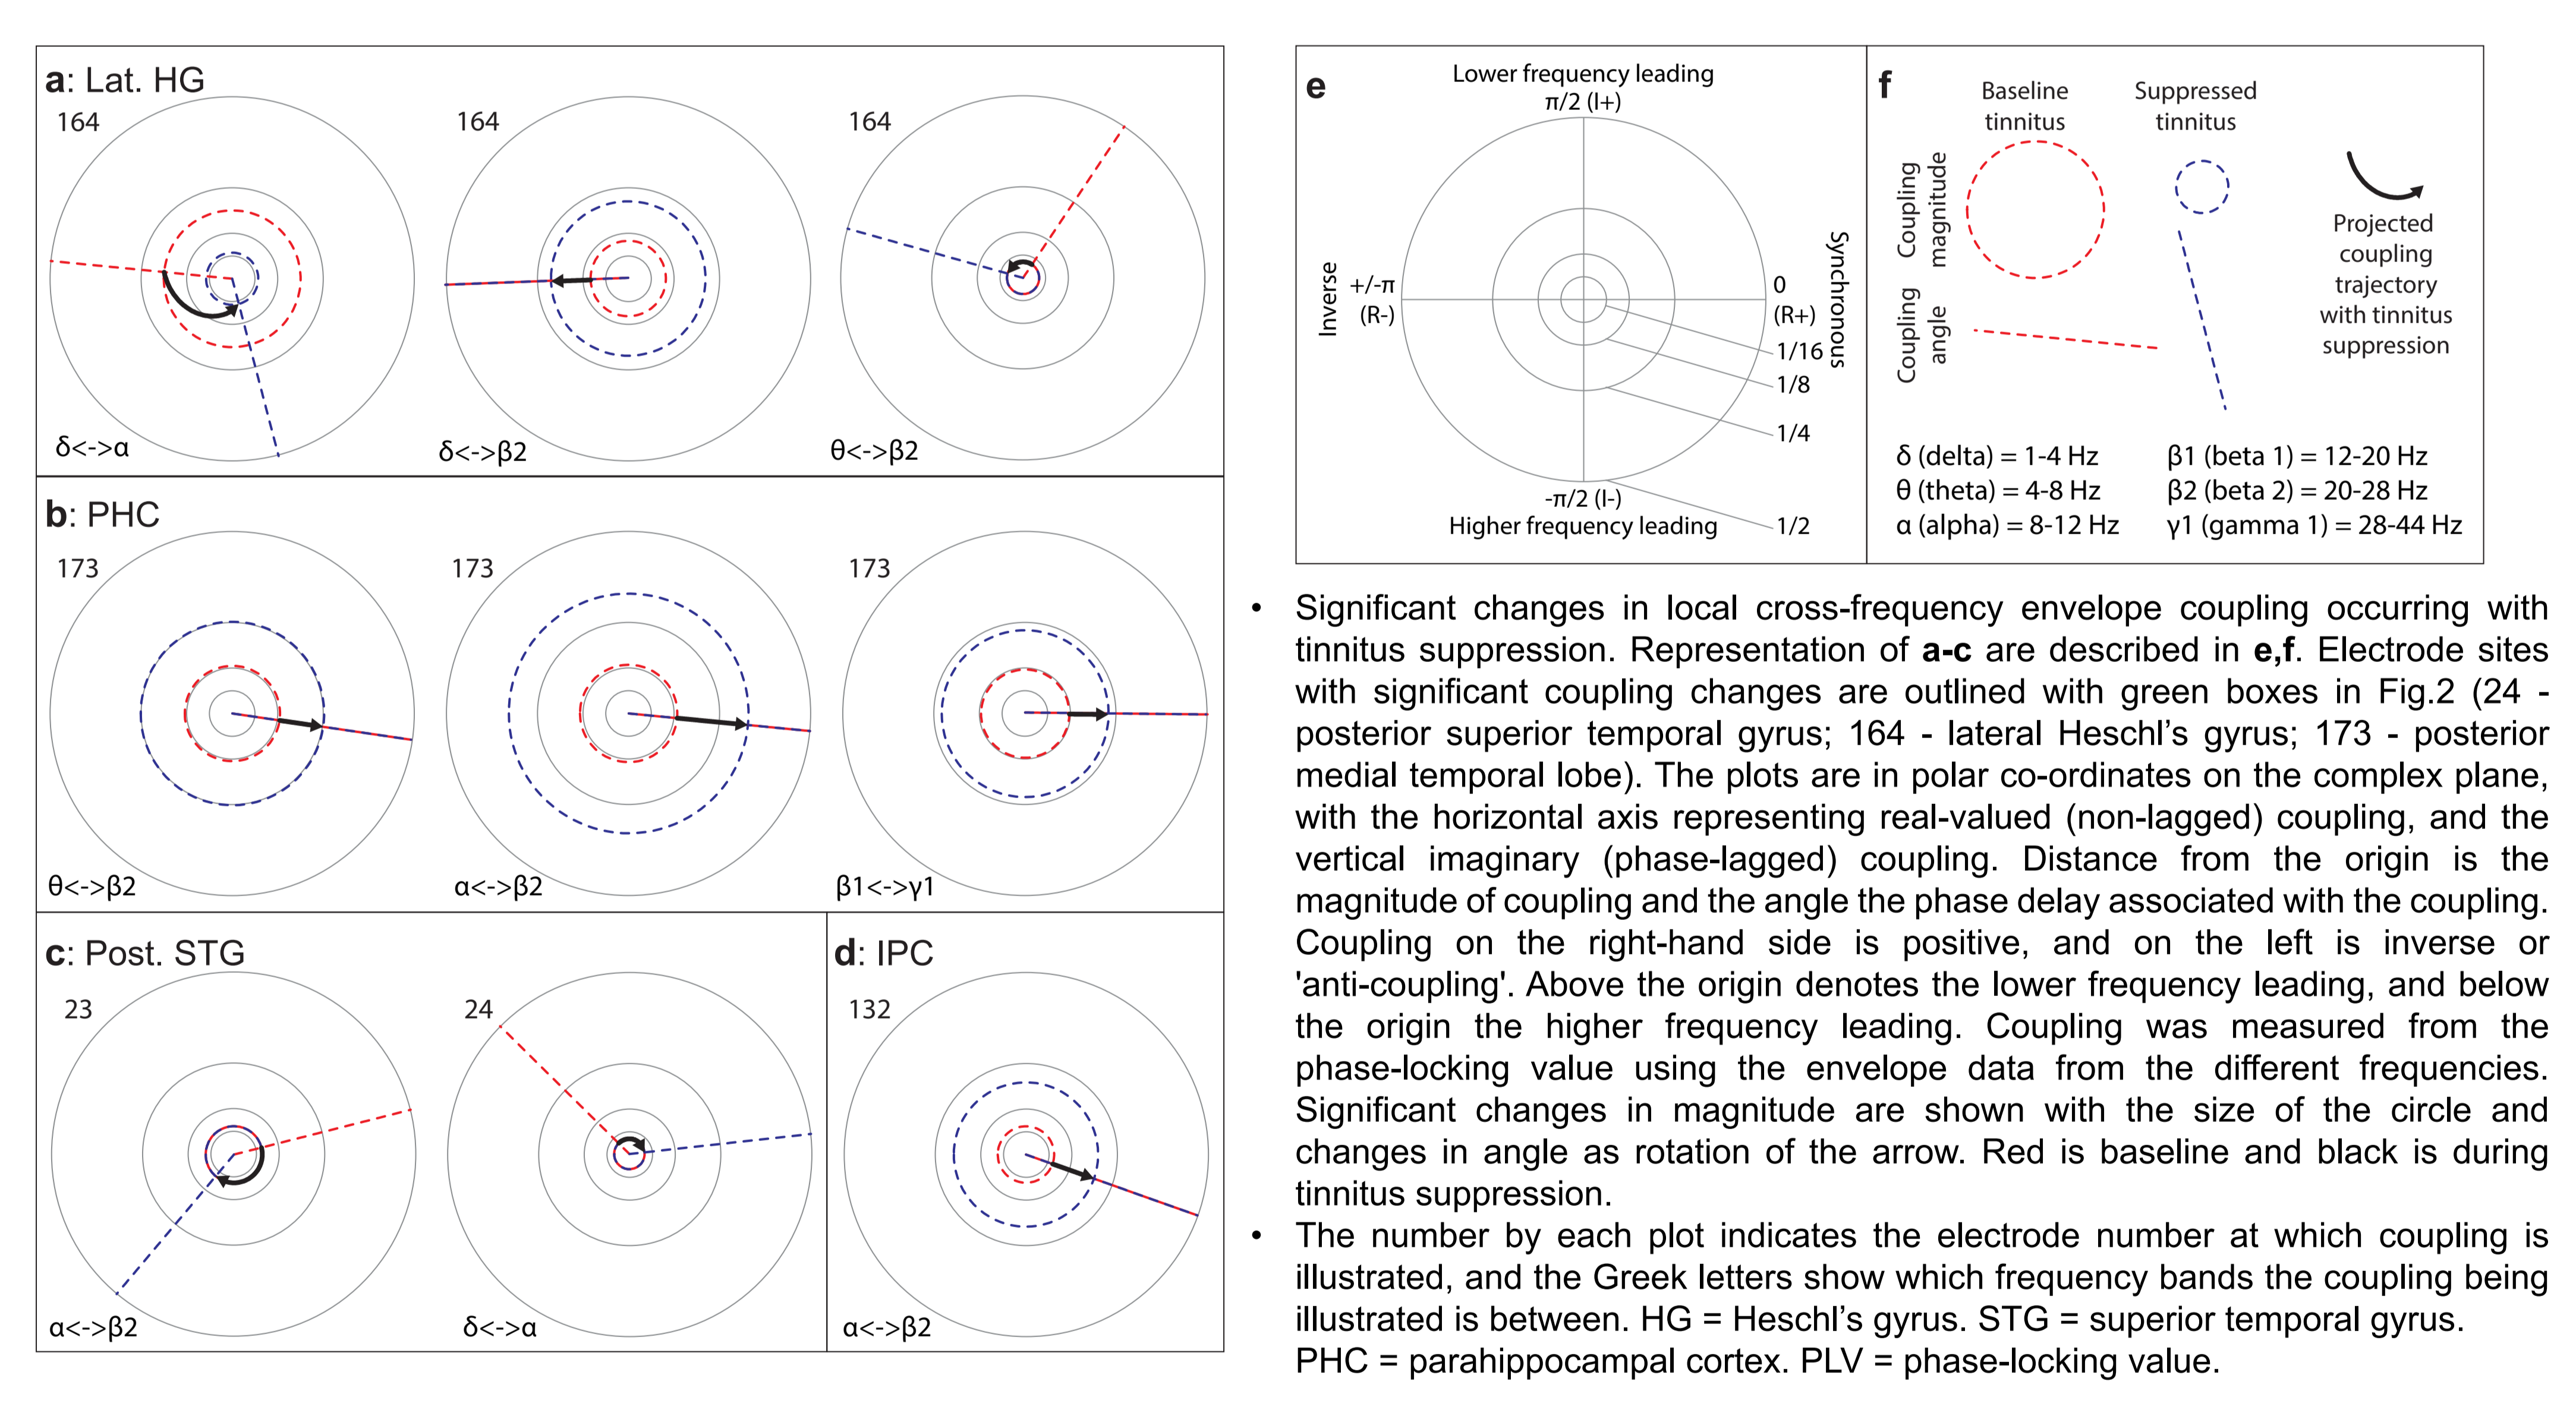 a: Lat. HG
164
164
164
δ<->α
δ<->β2
θ<->β2
b: PHC
173
173
173
θ<->β2
α<->β2
β1<->γ1
c: Post. STG
23
24
α<->β2
δ<->α
d: IPC
132
α<->β2
e
Lower frequency leading
π/2 (I+)
Inverse
+/-π
(R-)
0
(R+)
Synchronous
1/16
1/8
1/4
1/2
-π/2 (I-)
Higher frequency leading
f
Baseline
tinnitus
Suppressed
tinnitus
Coupling
magnitude
Coupling
angle
Projected
coupling
trajectory
with tinnitus
suppression
δ (delta) = 1-4 Hz
θ (theta) = 4-8 Hz
α (alpha) = 8-12 Hz
β1 (beta 1) = 12-20 Hz
β2 (beta 2) = 20-28 Hz
γ1 (gamma 1) = 28-44 Hz
• Significant changes in local cross-frequency envelope coupling occurring with
tinnitus suppression. Representation of a-c are described in e,f. Electrode sites
with significant coupling changes are outlined with green boxes in Fig.2 (24 -
posterior superior temporal gyrus; 164 - lateral Heschl’s gyrus; 173 - posterior
medial temporal lobe). The plots are in polar co-ordinates on the complex plane,
with the horizontal axis representing real-valued (non-lagged) coupling, and the
vertical imaginary (phase-lagged) coupling. Distance from the origin is the
magnitude of coupling and the angle the phase delay associated with the coupling.
Coupling on the right-hand side is positive, and on the left is inverse or
'anti-coupling'. Above the origin denotes the lower frequency leading, and below
the origin the higher frequency leading. Coupling was measured from the
phase-locking value using the envelope data from the different frequencies.
Significant changes in magnitude are shown with the size of the circle and
changes in angle as rotation of the arrow. Red is baseline and black is during
tinnitus suppression.
• The number by each plot indicates the electrode number at which coupling is
illustrated, and the Greek letters show which frequency bands the coupling being
illustrated is between. HG = Heschl’s gyrus. STG = superior temporal gyrus.
PHC = parahippocampal cortex. PLV = phase-locking value.